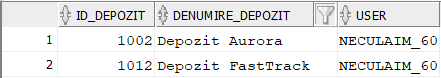 ID_DEPOZIT DENUMIRE_DEPOZIT USER
1 1002 Depozit Aurora NECULAIM_60
2 1012 Depozit FastTrack NECULAIM_60